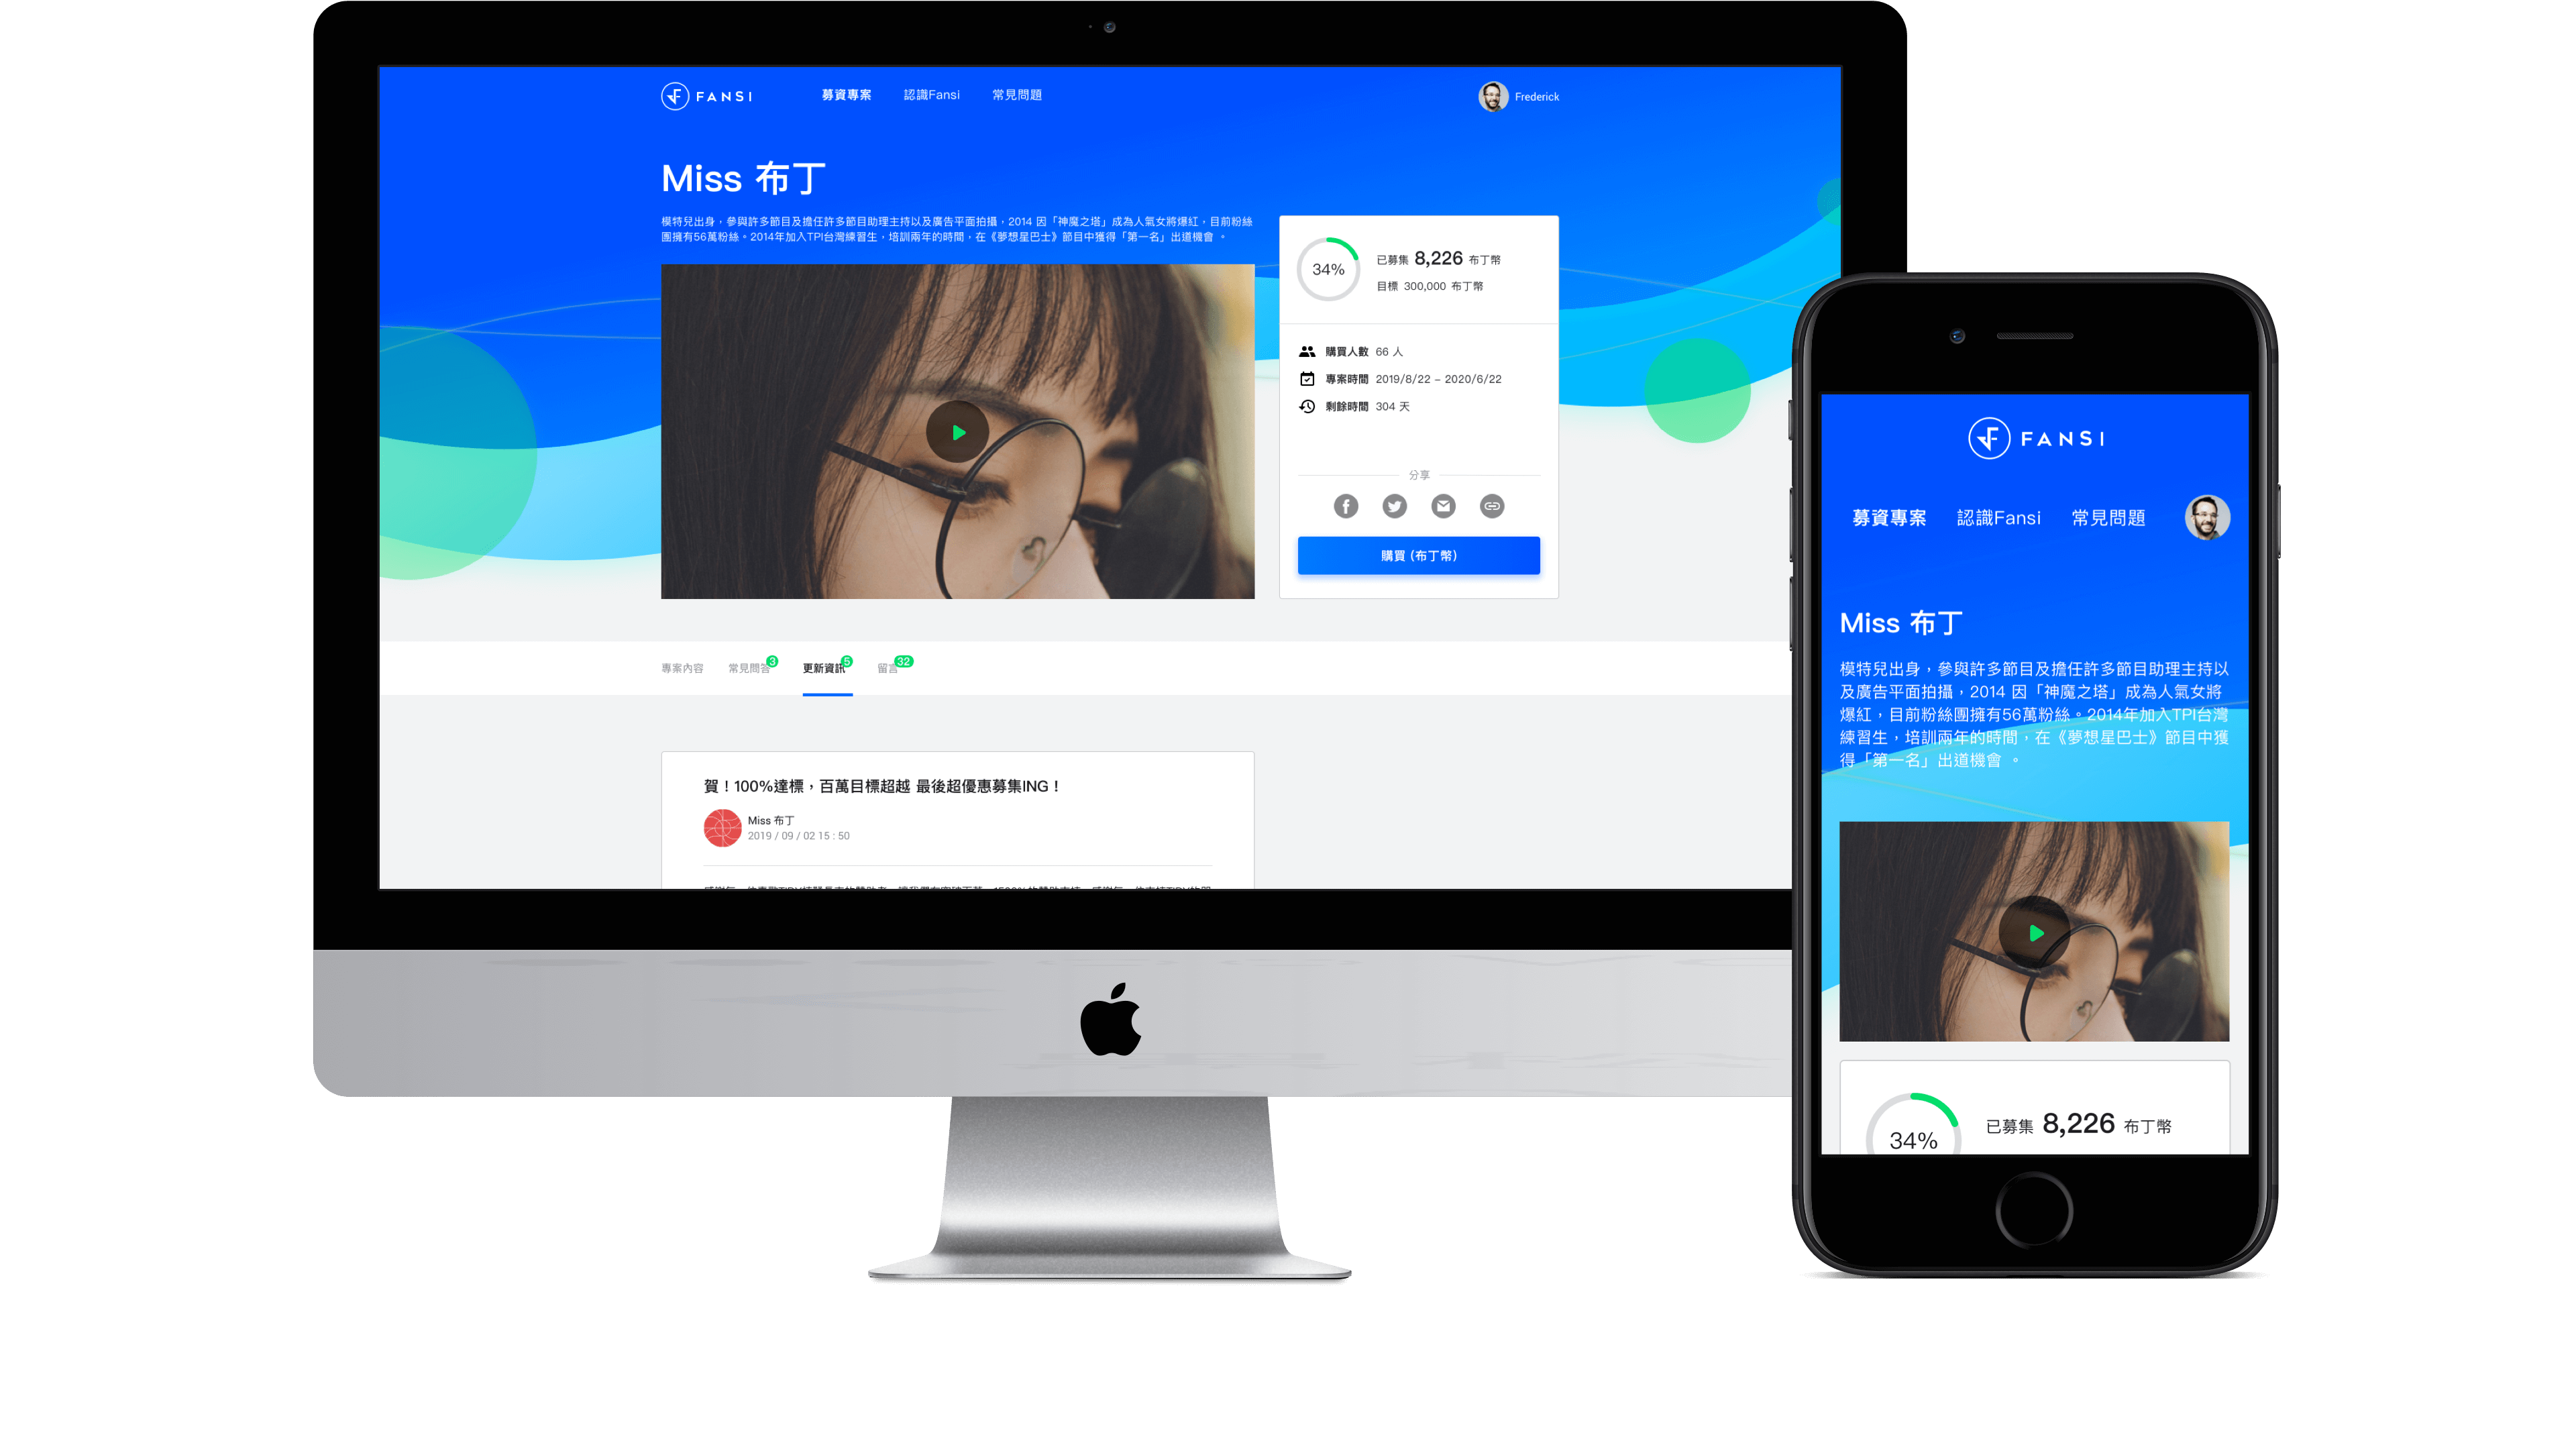 FANSI
募資專案 認識Fansi 常見問題
Frederick
Miss 布丁
模特兒出身，參與許多節目及擔任許多節目助理主持以及廣告平面拍攝，2014 因「神魔之塔」成為人氣女將爆紅，目前粉絲
團擁有56萬粉絲。2014年加入TPI台灣練習生，培訓兩年的時間，在《夢想星巴士》節目中獲得「第一名」出道機會 。
34%
已募集 8,226 布丁幣
目標 300,000 布丁幣
購買人數 66 人
專案時間 2019/8/22 – 2020/6/22
剩餘時間 304 天
分享
購買 (布丁幣)
專案內容 常見問答 3 更新資訊 5 留言 32
賀！100%達標，百萬目標超越 最後超優惠募集ING！
Miss 布丁
2019 / 09 / 02 15 : 50
FANSI
募資專案 認識Fansi 常見問題
Miss 布丁
模特兒出身，參與許多節目及擔任許多節目助理主持以
及廣告平面拍攝，2014 因「神魔之塔」成為人氣女將
爆紅，目前粉絲團擁有56萬粉絲。2014年加入TPI台灣
練習生，培訓兩年的時間，在《夢想星巴士》節目中獲
得「第一名」出道機會 。
34%
已募集 8,226 布丁幣